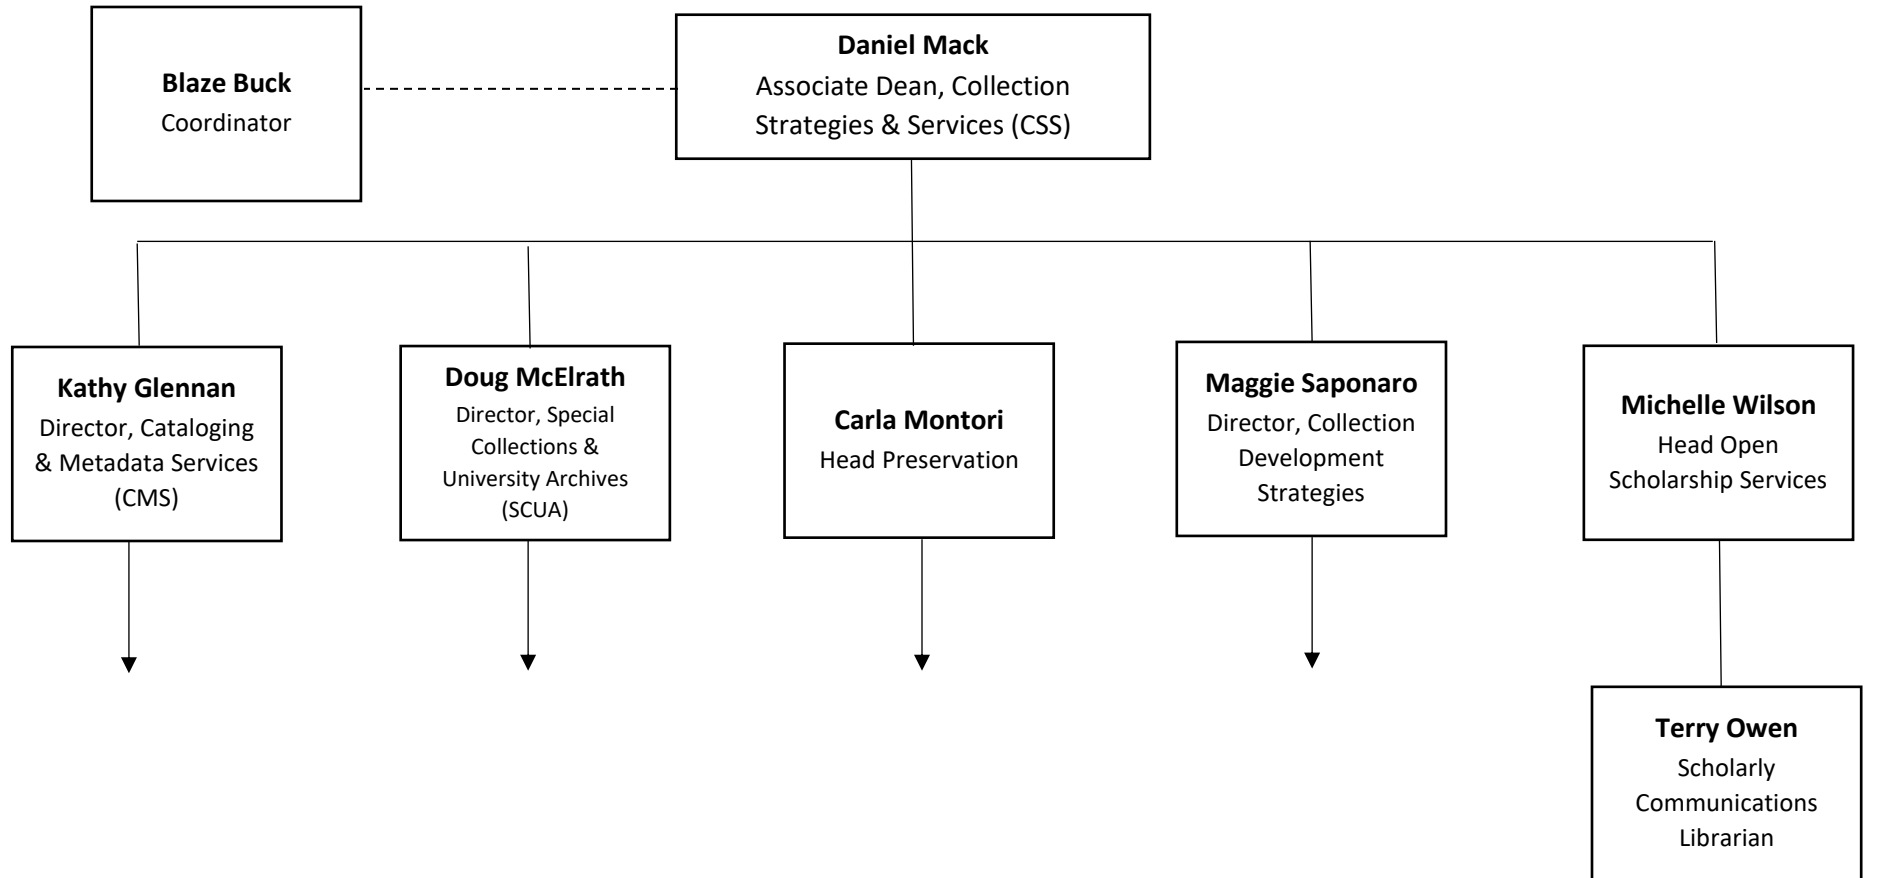 Blaze Buck
Coordinator
Daniel Mack
Associate Dean, Collection
Strategies & Services (CSS)
Kathy Glennan
Director, Cataloging
& Metadata Services
(CMS)
Doug McElrath
Director, Special
Collections &
University Archives
(SCUA)
Carla Montori
Head Preservation
Maggie Saponaro
Director, Collection
Development
Strategies
Michelle Wilson
Head Open
Scholarship Services
Terry Owen
Scholarly
Communications
Librarian